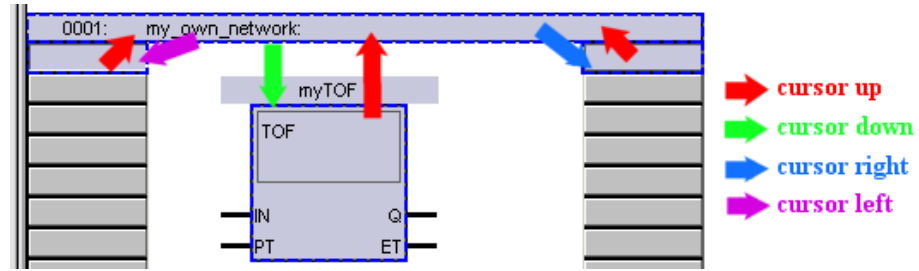 0001: my_own_network:
myTOF
TOF
IN Q
PT ET
cursor up
cursor down
cursor right
cursor left